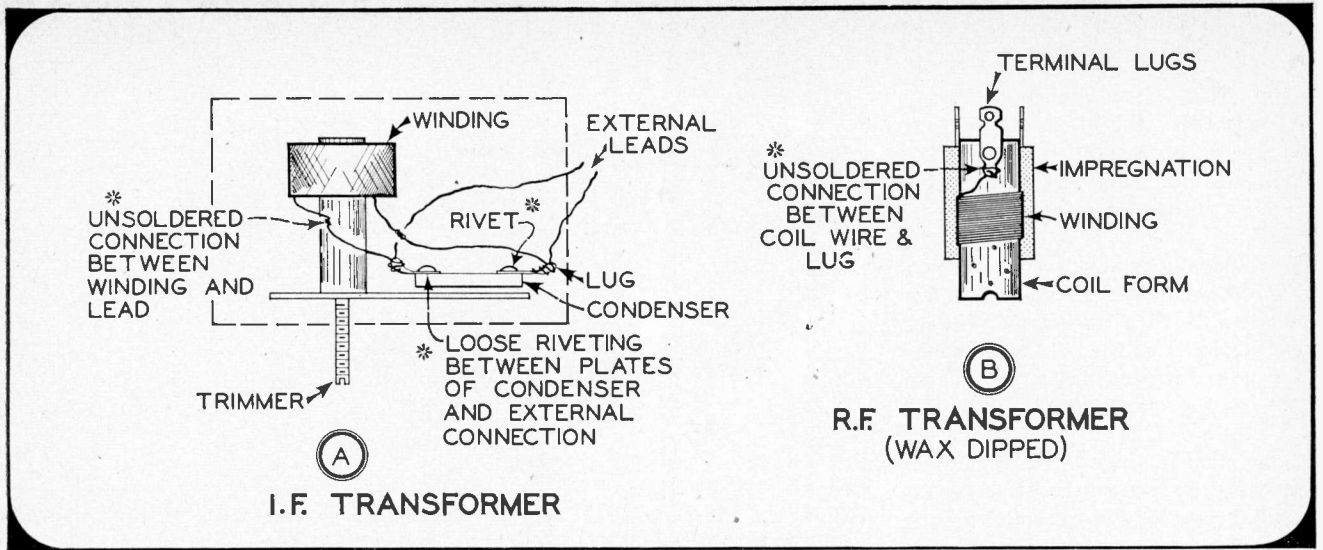 WINDING
EXTERNAL
LEADS
*
UNSOLDERED
CONNECTION
BETWEEN
WINDING AND
LEAD
RIVET *
LUG
CONDENSER
* LOOSE RIVETING
BETWEEN PLATES
OF CONDENSER
AND EXTERNAL
CONNECTION
TRIMMER
A
I.F. TRANSFORMER
TERMINAL LUGS
*
UNSOLDERED
CONNECTION
BETWEEN
COIL WIRE &
LUG
IMPREGNATION
WINDING
COIL FORM
B
R.F. TRANSFORMER
(WAX DIPPED)